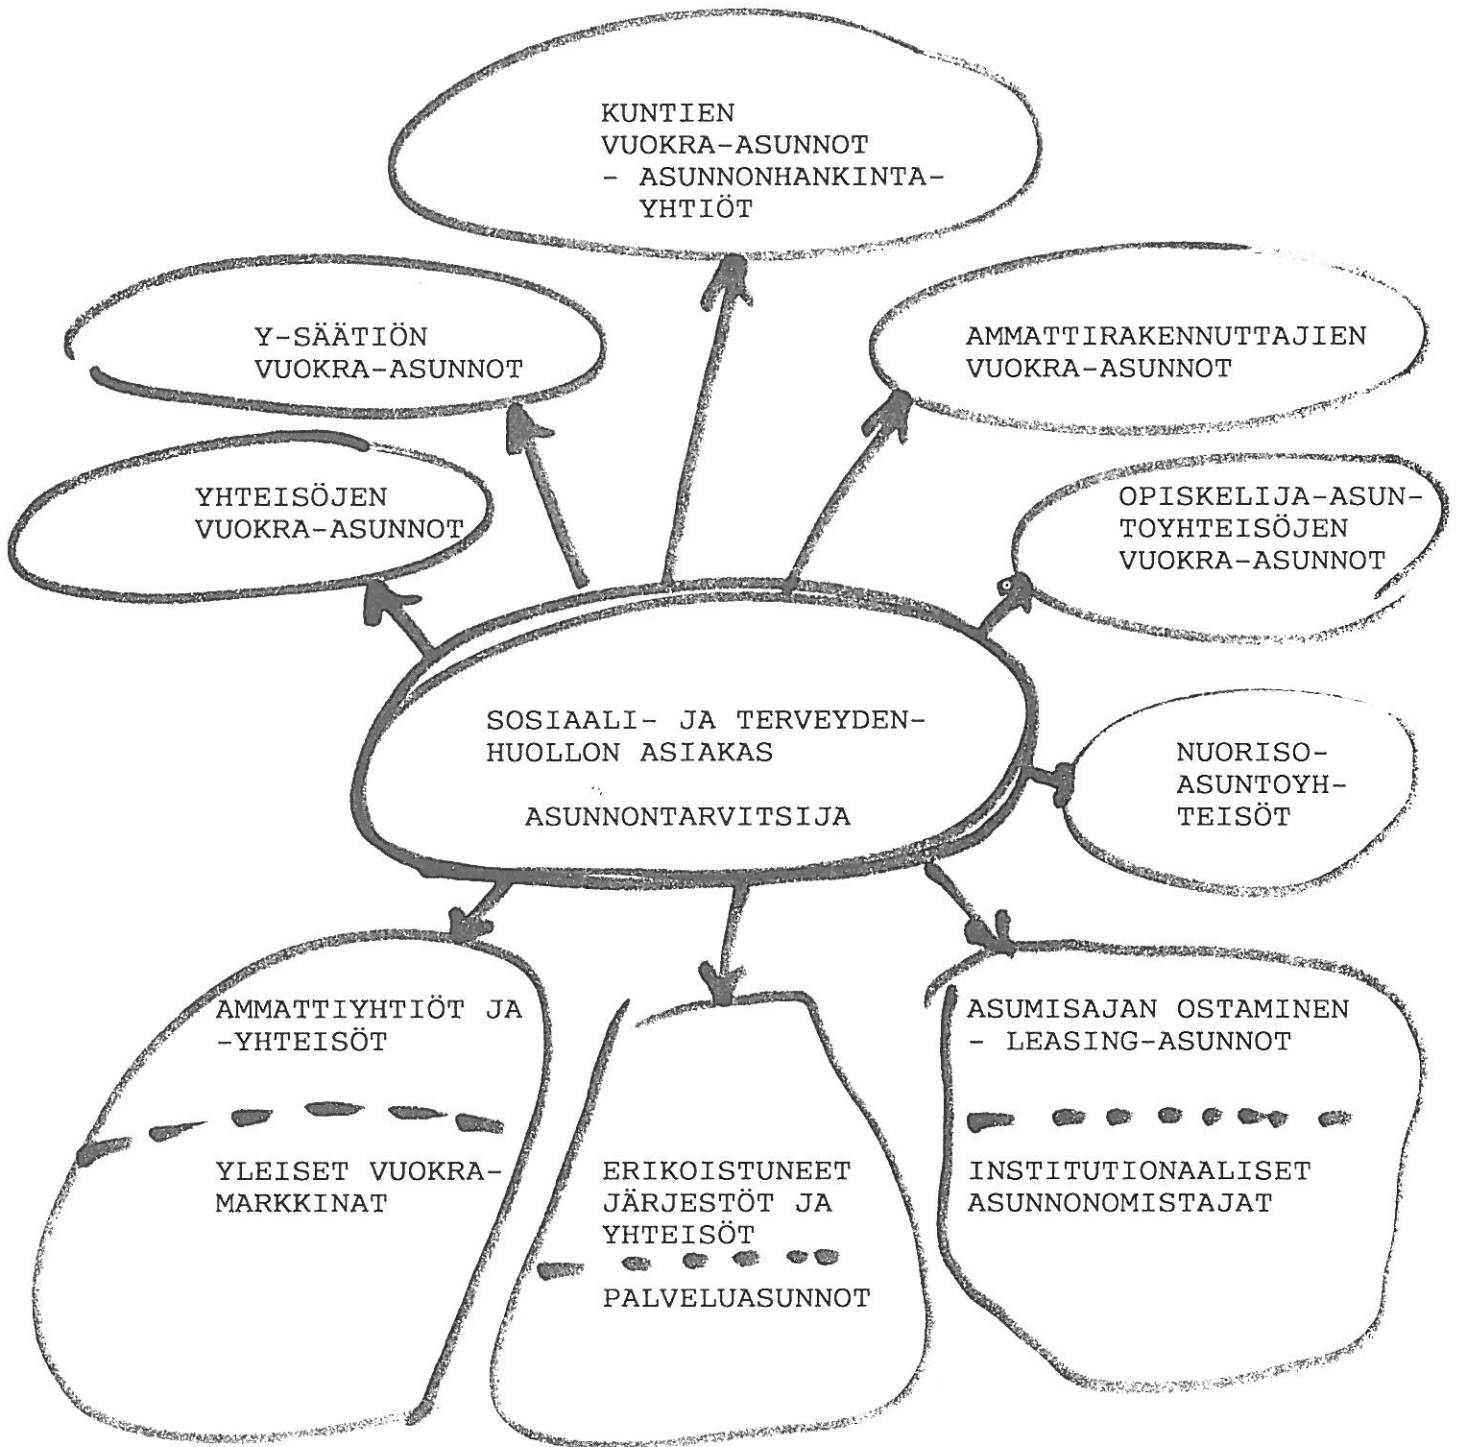 KUNTIEN
VUOKRA-ASUNNOT
- ASUNNONHANKINTA-
YHTIÖT
Y-SÄÄTIÖN
VUOKRA-ASUNNOT
AMMATTIRAKENNUTTAJIEN
VUOKRA-ASUNNOT
YHTEISÖJEN
VUOKRA-ASUNNOT
OPISKELIJA-ASUN-
TOYHTEISÖJEN
VUOKRA-ASUNNOT
SOSIAALI- JA TERVEYDEN-
HUOLLON ASIAKAS
ASUNNONTARVITSIJA
NUORISO-
ASUNTOYH-
TEISÖT
AMMATTIYHTIÖT JA
-YHTEISÖT
YLEISET VUOKRA-
MARKKINAT
ERIKOISTUNEET
JÄRJESTÖT JA
YHTEISÖT
PALVELUASUNNOT
ASUMISAJAN OSTAMINEN
- LEASING-ASUNNOT
INSTITUTIONAALISET
ASUNNONOMISTAJAT